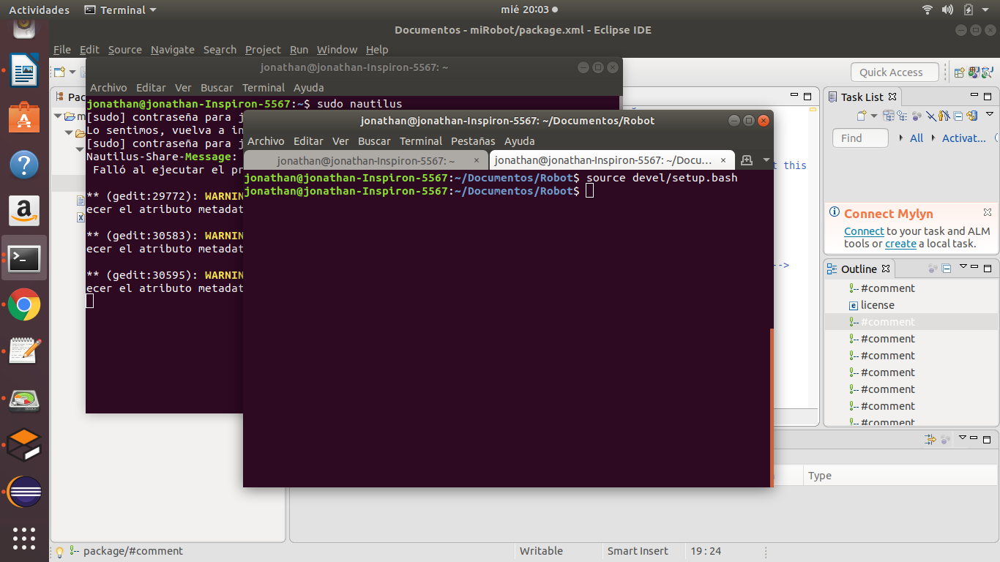 Actividades
Terminal
mié 20:03
Documentos - miRobot/package.xml - Eclipse IDE
File Edit Source Navigate Search Project Run Window Help
Quick Access
jonathan@jonathan-Inspiron-5567: ~
Archivo Editar Ver Buscar Terminal Ayuda
jonathan@jonathan-Inspiron-5567:~$ sudo nautilus
[sudo] contraseña para j
Lo sentimos, vuelva a in
[sudo] contraseña para j
Nautilus-Share-Message:
Falló al ejecutar el pr
** (gedit:29772): WARNIN
ecer el atributo metadat
** (gedit:30583): WARNIN
ecer el atributo metadat
** (gedit:30595): WARNIN
ecer el atributo metadat
jonathan@jonathan-Inspiron-5567: ~/Documentos/Robot
Archivo Editar Ver Buscar Terminal Pestañas Ayuda
jonathan@jonathan-Inspiron-5567: ~ ×
jonathan@jonathan-Inspiron-5567: ~/Docu... ×
jonathan@jonathan-Inspiron-5567:~/Documentos/Robot$ source devel/setup.bash
jonathan@jonathan-Inspiron-5567:~/Documentos/Robot$
Pac
m
t this
-->
Task List
Find
All
Activat...
Connect Mylyn
Connect to your task and ALM
tools or create a local task.
Outline
#comment
license
#comment
#comment
#comment
#comment
#comment
#comment
#comment
Type
package/#comment
Writable
Smart Insert
19 : 24